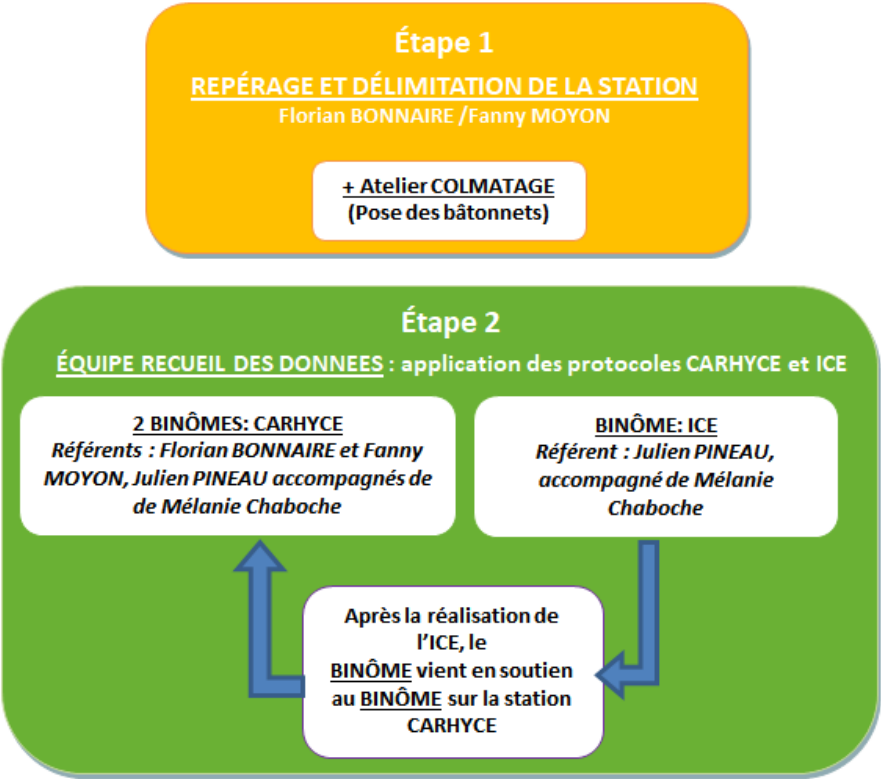 Étape 1
REPÉRAGE ET DÉLIMITATION DE LA STATION
Florian BONNAIRE /Fanny MOYON
+ Atelier COLMATAGE
(Pose des bâtonnets)
Étape 2
ÉQUIPE RECUEIL DES DONNEES : application des protocoles CARHYCE et ICE
2 BINÔMES: CARHYCE
Référents : Florian BONNAIRE et Fanny
MOYON, Julien PINEAU accompagnés de
de Mélanie Chaboche
BINÔME: ICE
Référent : Julien PINEAU,
accompagné de Mélanie
Chaboche
Après la réalisation de
l'ICE, le
BINÔME vient en soutien
au BINÔME sur la station
CARHYCE